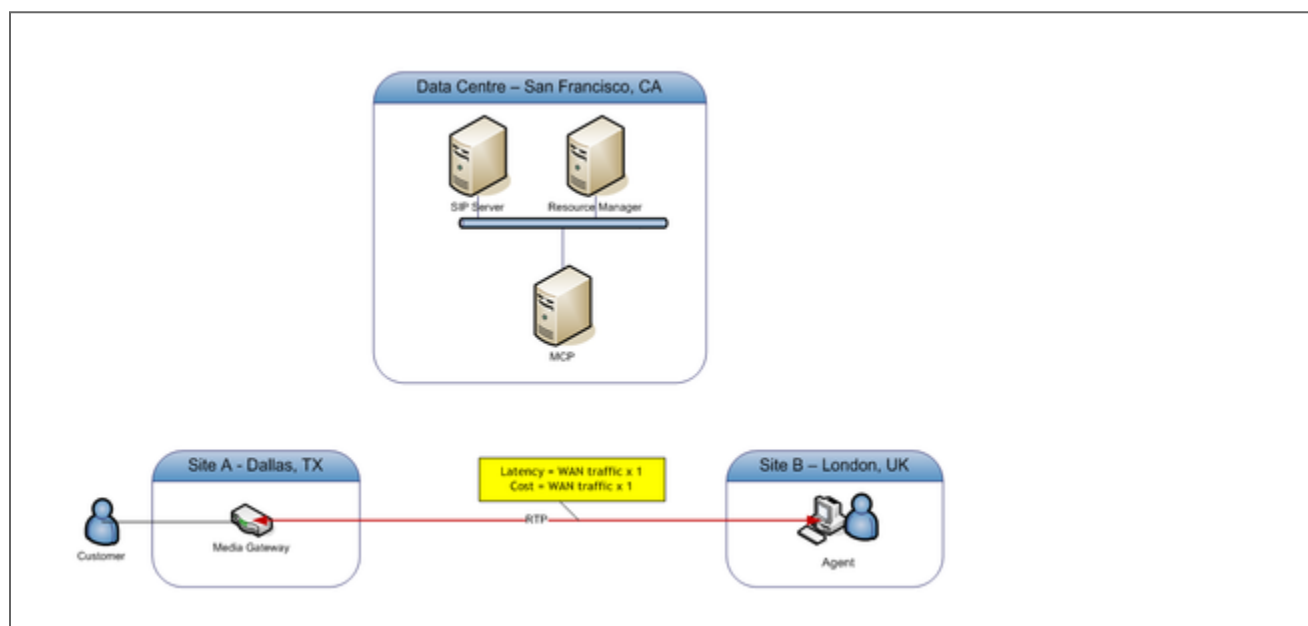 Data Centre – San Francisco, CA
SIP Server
Resource Manager
MCP
Site A - Dallas, TX
Latency = WAN traffic x 1
Cost = WAN traffic x 1
Site B – London, UK
RTP
Customer
Media Gateway
Agent